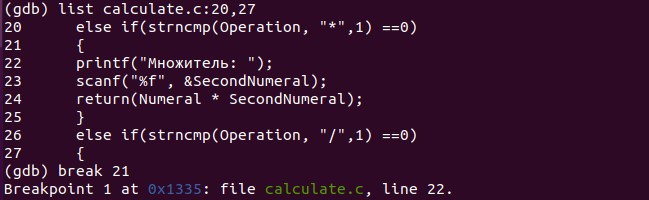 (gdb) list calculate.c:20,27
20      else if(strncmp(Operation, "*",1) ==0)
21      {
22      printf("Множитель: ");
23      scanf("%f", &SecondNumeral);
24      return(Numeral * SecondNumeral);
25      }
26      else if(strncmp(Operation, "/",1) ==0)
27      {
(gdb) break 21
Breakpoint 1 at 0x1335: file calculate.c, line 22.